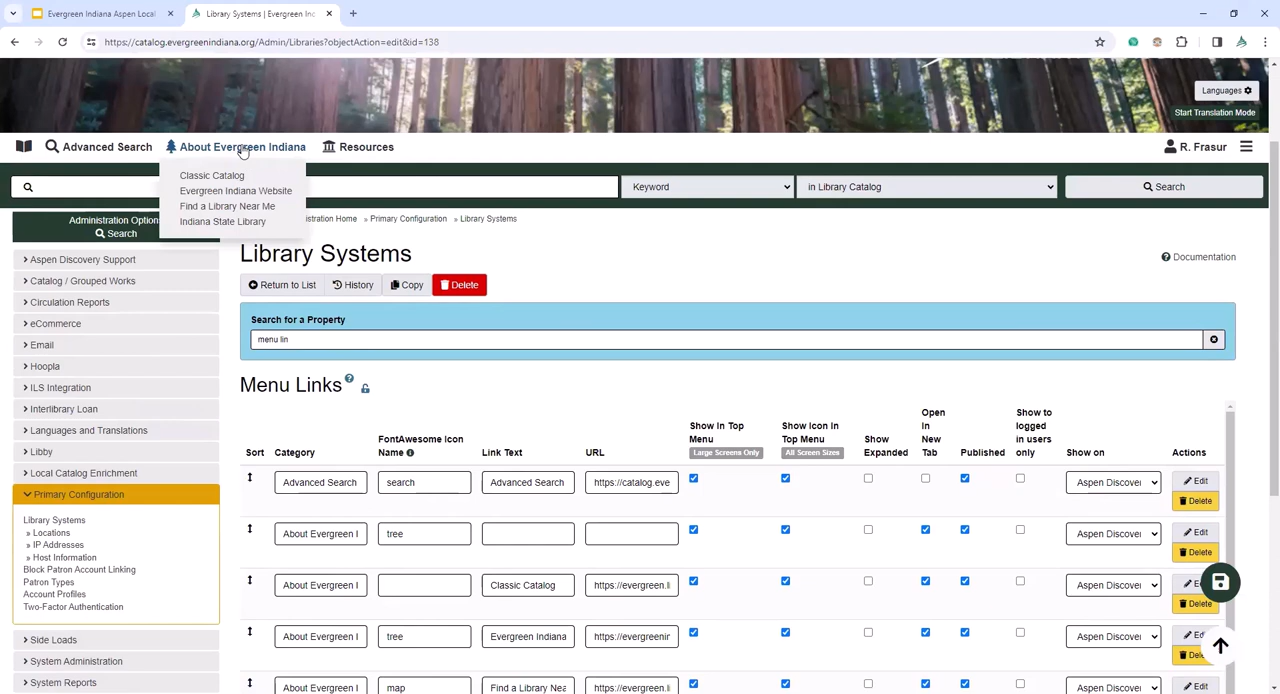 Evergreen Indiana Aspen Local
Library Systems | Evergreen Inc
https://catalog.evergreenindiana.org/Admin/Libraries?objectAction=edit&id=138
Languages
Start Translation Mode
Advanced Search
About Evergreen Indiana
Resources
R. Frasur
Classic Catalog
Evergreen Indiana Website
Find a Library Near Me
Indiana State Library
Keyword
in Library Catalog
Search
Administration Option
Search
istration Home » Primary Configuration » Library Systems
Library Systems
Documentation
Return to List
History
Copy
Delete
Search for a Property
menu lin
Menu Links
Aspen Discovery Support
Catalog / Grouped Works
Circulation Reports
eCommerce
Email
Hoopla
ILS Integration
Interlibrary Loan
Languages and Translations
Libby
Local Catalog Enrichment
Primary Configuration
Library Systems
» Locations
» IP Addresses
» Host Information
Block Patron Account Linking
Patron Types
Account Profiles
Two-Factor Authentication
Side Loads
System Administration
System Reports
Sort
Category
FontAwesome Icon
Name
Link Text
URL
Show in Top
Menu
Large Screens Only
Show Icon in
Top Menu
All Screen Sizes
Show
Expanded
Open
in
New
Tab
Published
Show to
logged
in users
only
Show on
Actions
Advanced Search search Advanced Search https://catalog.eve Aspen Discover Edit
Delete
About Evergreen I tree Aspen Discover Edit
Delete
About Evergreen I Classic Catalog https://evergreen.li Aspen Discover Ed
Delete
About Evergreen I tree Evergreen Indiana https://evergreenir Aspen Discover Ed
Dele
About Evergreen I map Find a Library Nea https://evergreen.li Aspen Discover Edit